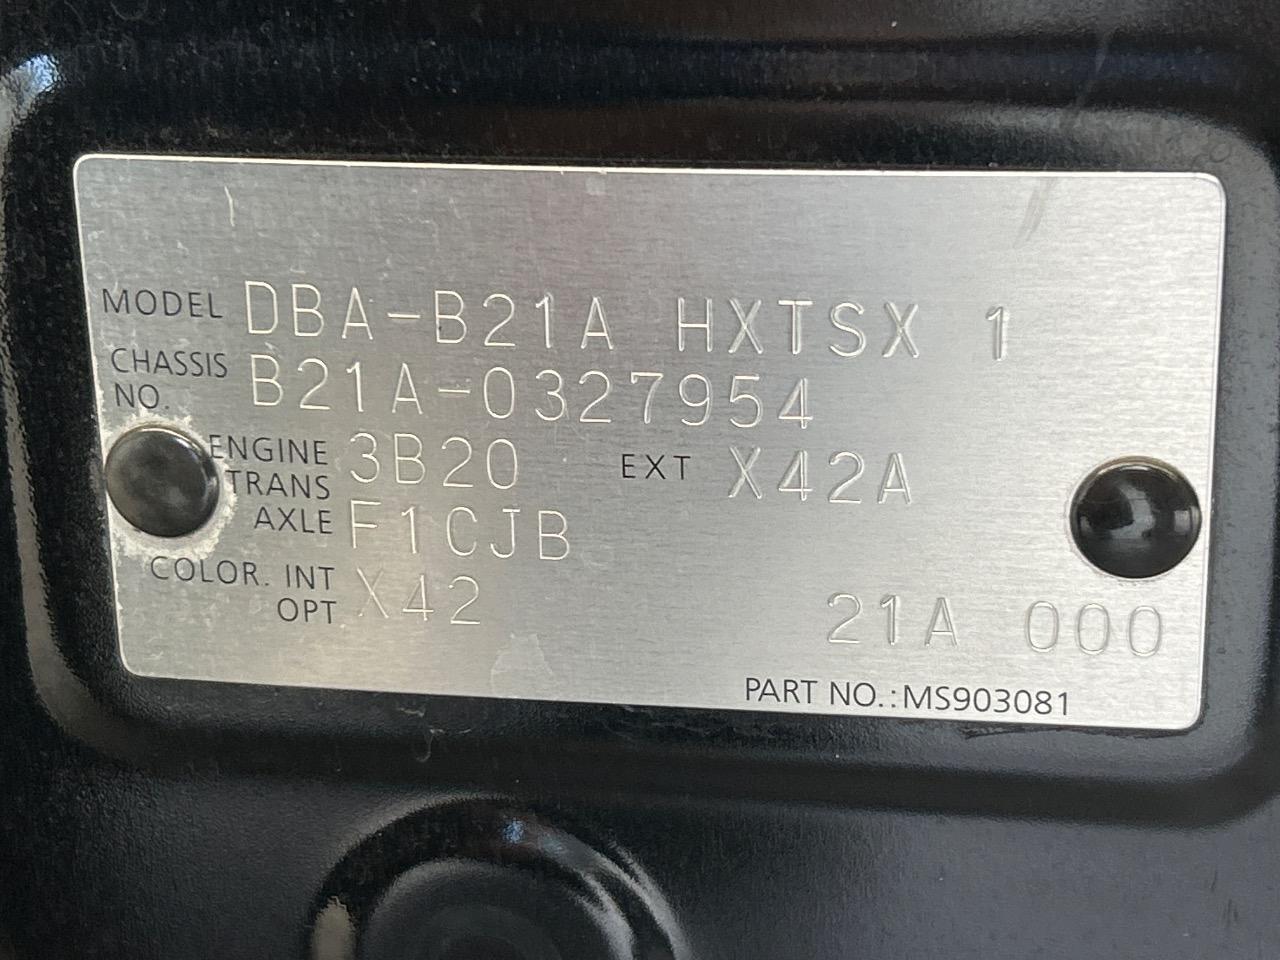 MODEL DBA-B21A HXTSX 1
CHASSIS NO. B21A-0327954
ENGINE 3B20 EXT X42A
TRANS AXLE F1CJB
COLOR. INT OPT X42 21A 000
PART NO.:MS903081